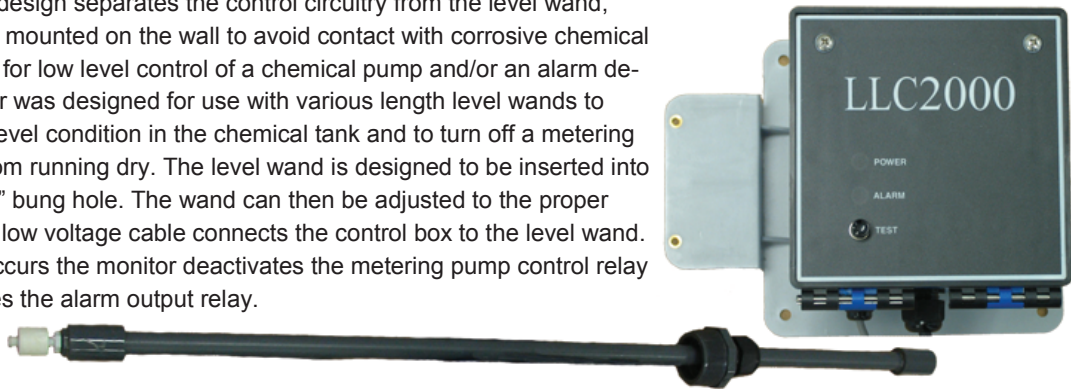 design separates the control circuitry from the level wand,
mounted on the wall to avoid contact with corrosive chemical
for low level control of a chemical pump and/or an alarm de-
r was designed for use with various length level wands to
evel condition in the chemical tank and to turn off a metering
om running dry. The level wand is designed to be inserted into
” bung hole. The wand can then be adjusted to the proper
low voltage cable connects the control box to the level wand.
ccurs the monitor deactivates the metering pump control relay
es the alarm output relay.
LLC2000
POWER
ALARM
TEST